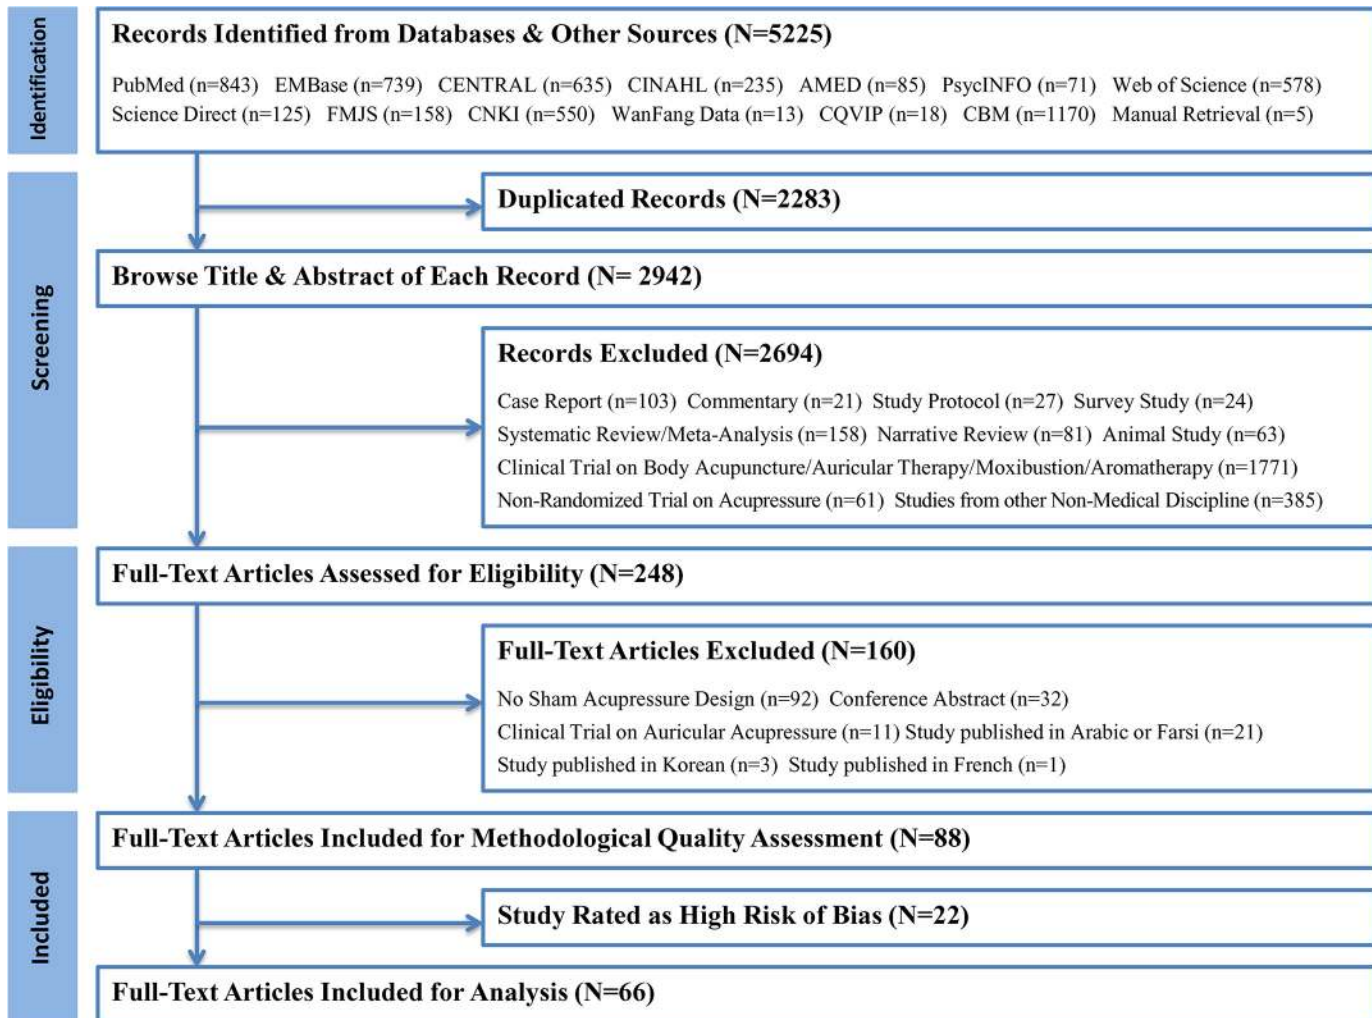 Identification
Records Identified from Databases & Other Sources (N=5225)
PubMed (n=843) EMBase (n=739) CENTRAL (n=635) CINAHL (n=235) AMED (n=85) PsycINFO (n=71) Web of Science (n=578)
Science Direct (n=125) FMJS (n=158) CNKI (n=550) WanFang Data (n=13) CQVIP (n=18) CBM (n=1170) Manual Retrieval (n=5)
Screening
Duplicated Records (N=2283)
Browse Title & Abstract of Each Record (N= 2942)
Records Excluded (N=2694)
Case Report (n=103) Commentary (n=21) Study Protocol (n=27) Survey Study (n=24)
Systematic Review/Meta-Analysis (n=158) Narrative Review (n=81) Animal Study (n=63)
Clinical Trial on Body Acupuncture/Auricular Therapy/Moxibustion/Aromatherapy (n=1771)
Non-Randomized Trial on Acupressure (n=61) Studies from other Non-Medical Discipline (n=385)
Eligibility
Full-Text Articles Assessed for Eligibility (N=248)
Full-Text Articles Excluded (N=160)
No Sham Acupressure Design (n=92) Conference Abstract (n=32)
Clinical Trial on Auricular Acupressure (n=11) Study published in Arabic or Farsi (n=21)
Study published in Korean (n=3) Study published in French (n=1)
Included
Full-Text Articles Included for Methodological Quality Assessment (N=88)
Study Rated as High Risk of Bias (N=22)
Full-Text Articles Included for Analysis (N=66)